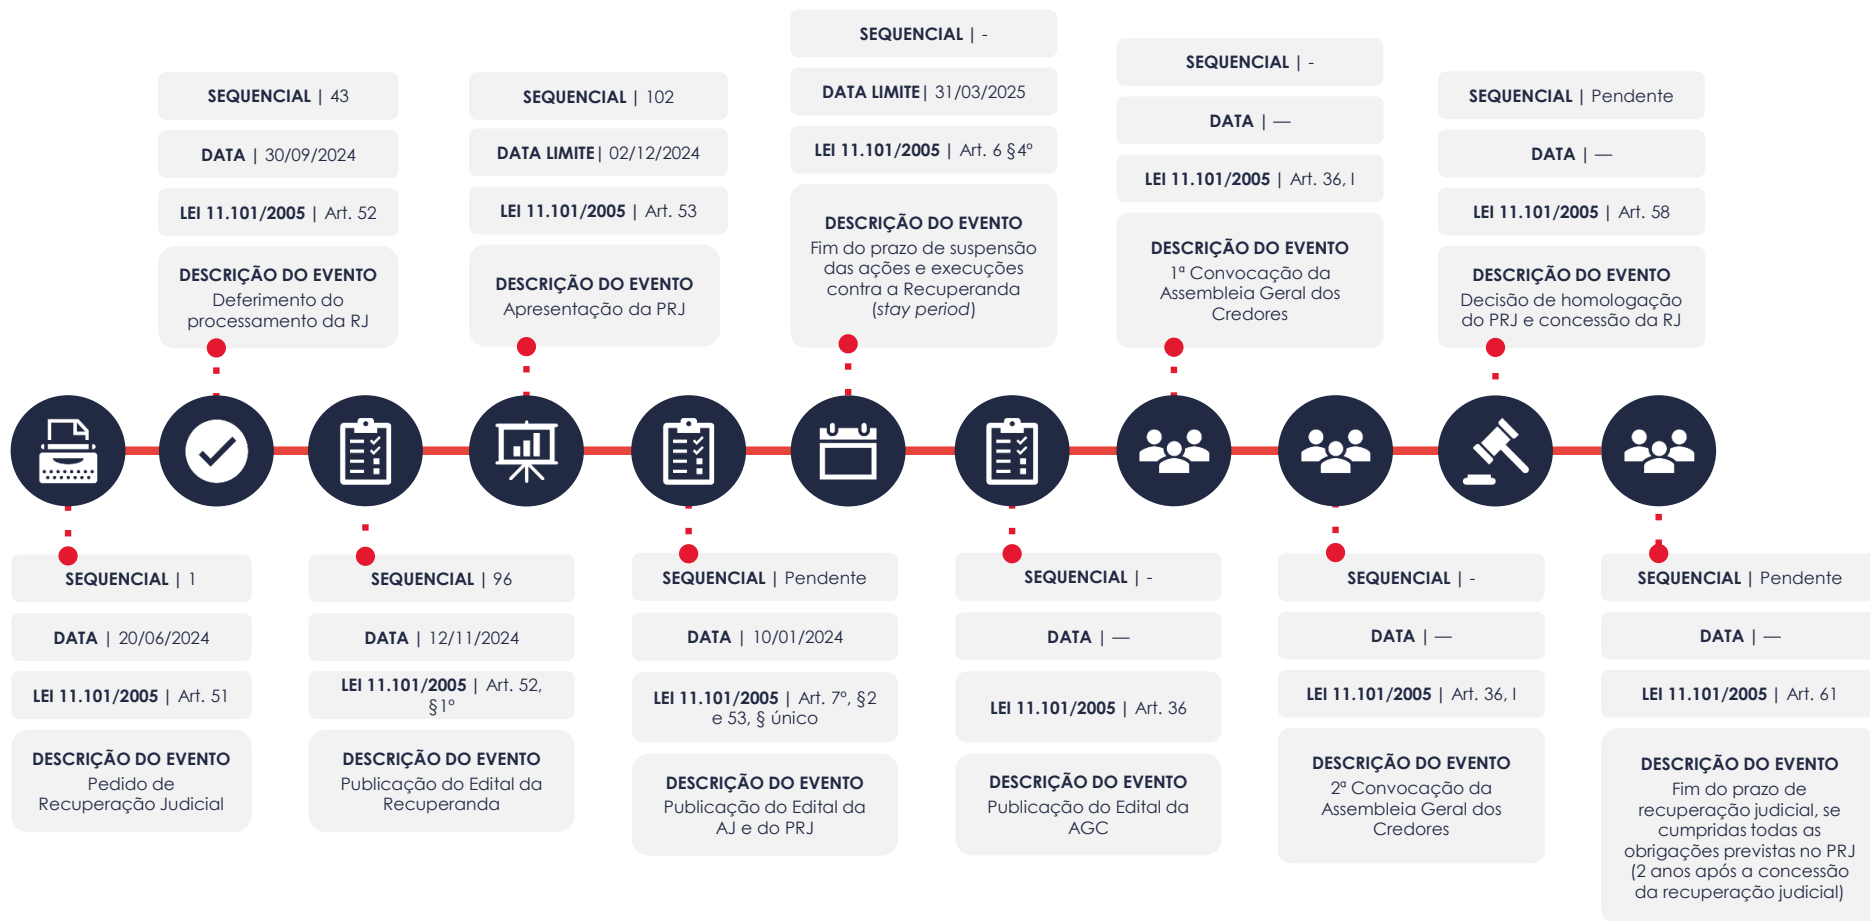 SEQUENCIAL | 43
DATA | 30/09/2024
LEI 11.101/2005 | Art. 52
DESCRIÇÃO DO EVENTO
Deferimento do
processamento da RJ
SEQUENCIAL | 102
DATA LIMITE| 02/12/2024
LEI 11.101/2005 | Art. 53
DESCRIÇÃO DO EVENTO
Apresentação da PRJ
SEQUENCIAL | -
DATA LIMITE| 31/03/2025
LEI 11.101/2005 | Art. 6 §4º
DESCRIÇÃO DO EVENTO
Fim do prazo de suspensão
das ações e execuções
contra a Recuperanda
(stay period)
SEQUENCIAL | -
DATA | —
LEI 11.101/2005 | Art. 36, I
DESCRIÇÃO DO EVENTO
1ª Convocação da
Assembleia Geral dos
Credores
SEQUENCIAL | Pendente
DATA | —
LEI 11.101/2005 | Art. 58
DESCRIÇÃO DO EVENTO
Decisão de homologação
do PRJ e concessão da RJ
SEQUENCIAL | 1
DATA | 20/06/2024
LEI 11.101/2005 | Art. 51
DESCRIÇÃO DO EVENTO
Pedido de
Recuperação Judicial
SEQUENCIAL | 96
DATA | 12/11/2024
LEI 11.101/2005 | Art. 52,
§1º
DESCRIÇÃO DO EVENTO
Publicação do Edital da
Recuperanda
SEQUENCIAL | Pendente
DATA | 10/01/2024
LEI 11.101/2005 | Art. 7º, §2
e 53, § único
DESCRIÇÃO DO EVENTO
Publicação do Edital da
AJ e do PRJ
SEQUENCIAL | -
DATA | —
LEI 11.101/2005 | Art. 36
DESCRIÇÃO DO EVENTO
Publicação do Edital da
AGC
SEQUENCIAL | -
DATA | —
LEI 11.101/2005 | Art. 36, I
DESCRIÇÃO DO EVENTO
2ª Convocação da
Assembleia Geral dos
Credores
SEQUENCIAL | Pendente
DATA | —
LEI 11.101/2005 | Art. 61
DESCRIÇÃO DO EVENTO
Fim do prazo de
recuperação judicial, se
cumpridas todas as
obrigações previstas no PRJ
(2 anos após a concessão
da recuperação judicial)